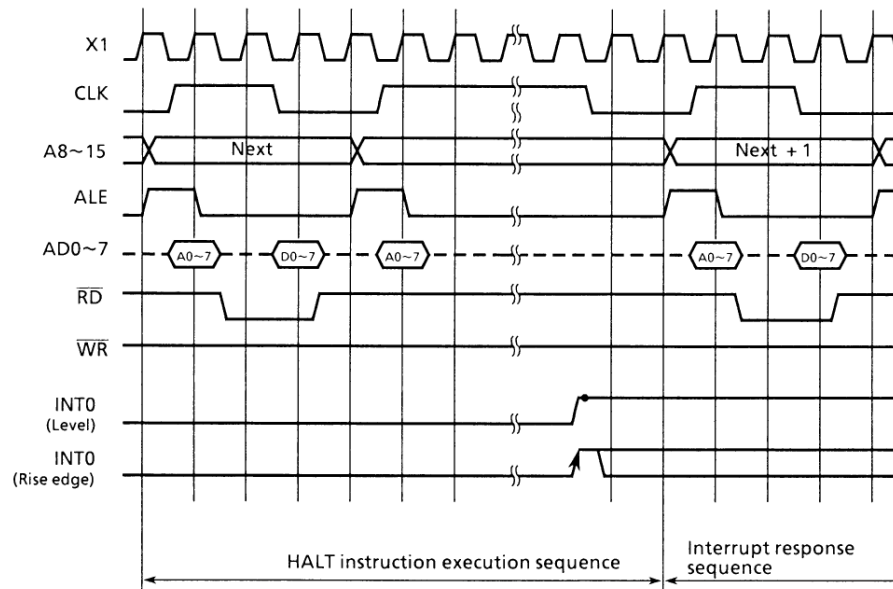 X1
CLK
A8~15
Next
Next + 1
ALE
AD0~7
A0~7
D0~7
A0~7
A0~7
D0~7
RD
WR
INT0
(Level)
INT0
(Rise edge)
HALT instruction execution sequence
Interrupt response
sequence